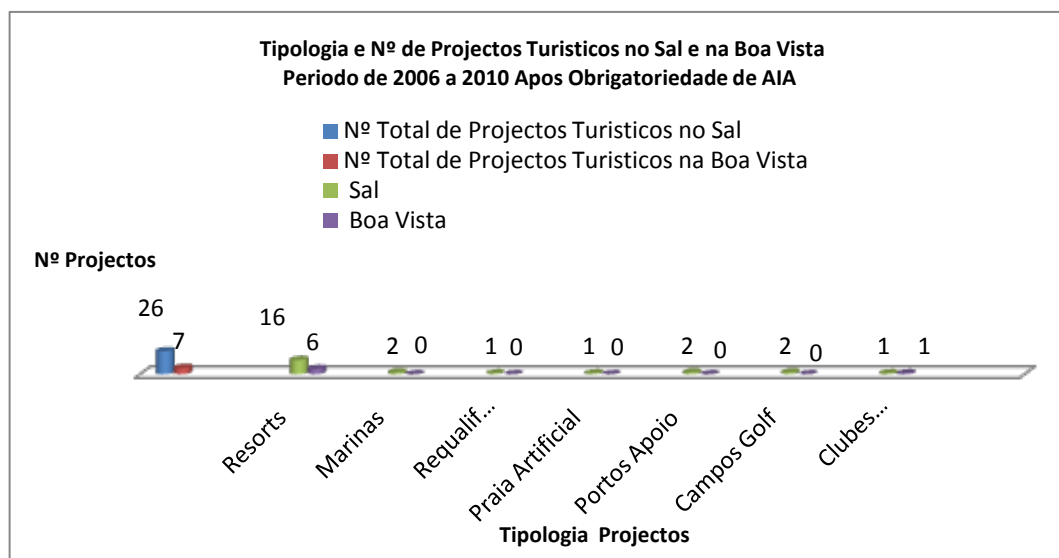 Tipologia e Nº de Projectos Turisticos no Sal e na Boa Vista
Periodo de 2006 a 2010 Apos Obrigatoriedade de AIA
Nº Total de Projectos Turisticos no Sal
Nº Total de Projectos Turisticos na Boa Vista
Sal
Boa Vista
Nº Projectos
26 7 16 6 2 0 1 0 1 0 2 0 2 0 1 1
Resorts
Marinas
Requalif...
Praia Artificial
Portos Apoio
Campos Golf
Clubes...
Tipologia Projectos